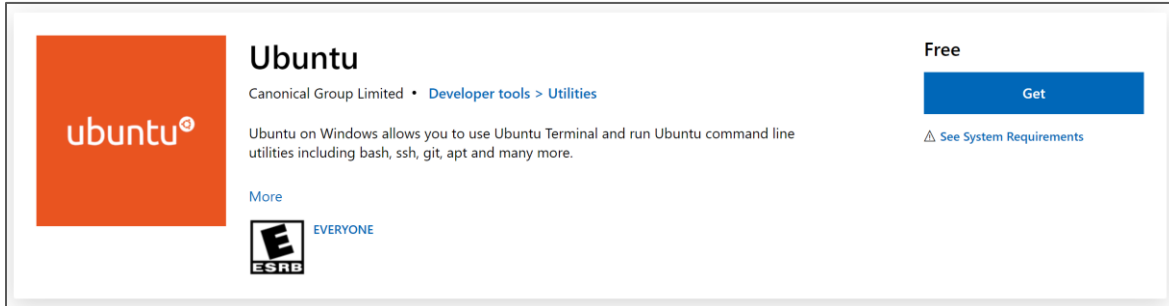 ubuntu
Ubuntu
Canonical Group Limited • Developer tools > Utilities
Ubuntu on Windows allows you to use Ubuntu Terminal and run Ubuntu command line
utilities including bash, ssh, git, apt and many more.
More
E
ESRB
EVERYONE
Free
Get
⚠ See System Requirements